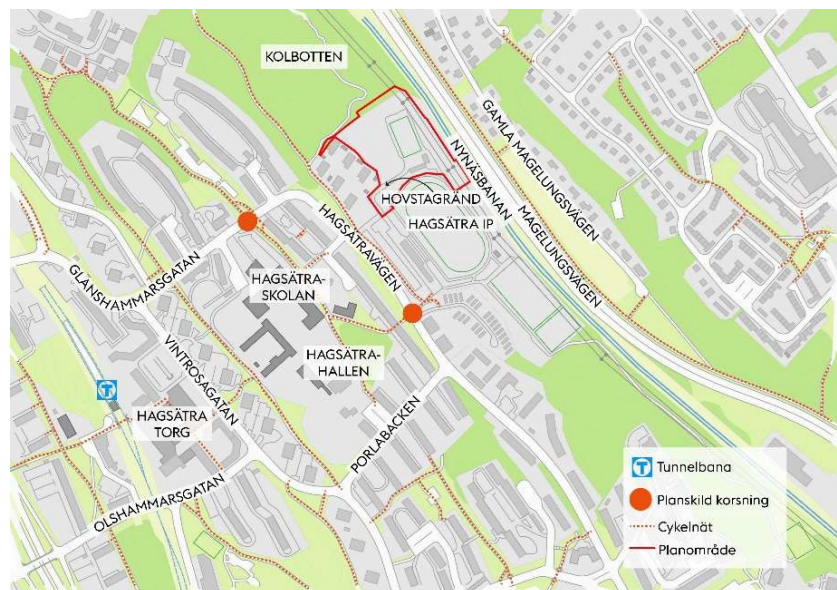 KOLBOTTEN
GAMLA MAGELUNGSVÄGEN
NYNÄSBANAN
MAGELUNGSVÄGEN
HOVSTAGRÄND
HAGSÄTRA IP
HAGSÄTRAVÄGEN
GLANSHAMMARSGATAN
HAGSÄTRA-
SKOLAN
HAGSÄTRA-
HALLEN
VINTROSAGATAN
T
HAGSÄTRA
TORG
PORLABACKEN
OLSHAMMARSGATAN
T Tunnelbana
Planskild korsning
Cykelnät
Planområde